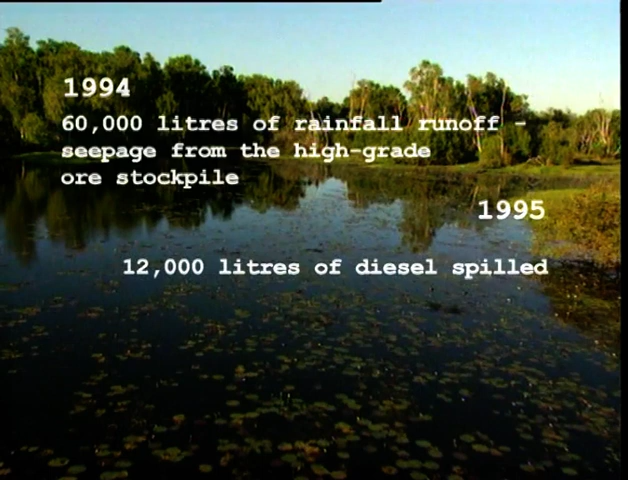 1994
60,000 litres of rainfall runoff -
seepage from the high-grade
ore stockpile
1995
12,000 litres of diesel spilled